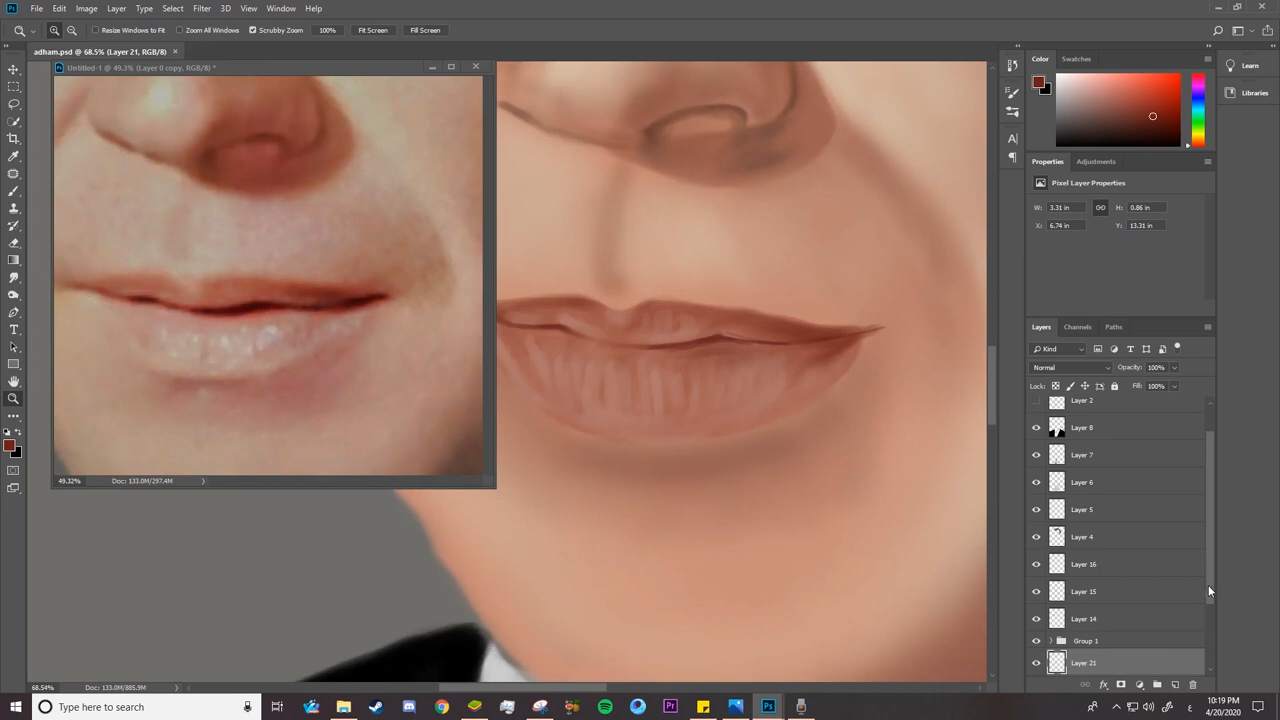 Ps File Edit Image Layer Type Select Filter 3D View Window Help
Resize Windows to Fit Zoom All Windows Scrubby Zoom 100% Fit Screen Fill Screen
adham.psd @ 68.5% (Layer 21, RGB/8) ×
Untitled-1 @ 49.3% (Layer 0 copy, RGB/8) *
Color Swatches
Learn
Libraries
Properties Adjustments
Pixel Layer Properties
W: 3.31 in H: 0.86 in
X: 6.74 in Y: 13.31 in
Layers Channels Paths
Kind
Normal Opacity: 100%
Lock: Fill: 100%
Layer 2
Layer 8
Layer 7
Layer 6
Layer 5
Layer 4
Layer 16
Layer 15
Layer 14
Group 1
Layer 21
49.32% Doc: 133.0M/297.4M
68.54% Doc: 133.0M/885.9M
Type here to search
Pr
Ps
10:19 PM
4/20/2020